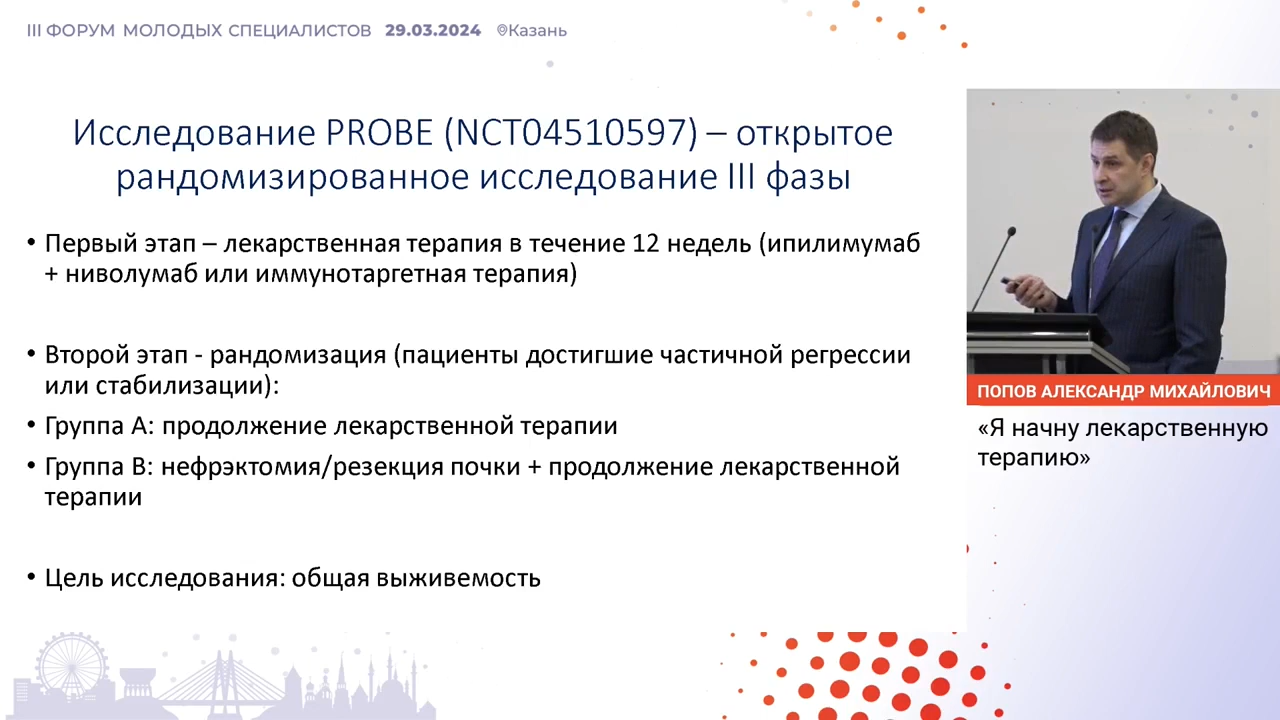 III ФОРУМ МОЛОДЫХ СПЕЦИАЛИСТОВ 29.03.2024 Казань
Исследование PROBE (NCT04510597) – открытое
рандомизированное исследование III фазы
• Первый этап – лекарственная терапия в течение 12 недель (ипилимумаб
+ ниволумаб или иммунотаргетная терапия)
• Второй этап - рандомизация (пациенты достигшие частичной регрессии
или стабилизации):
• Группа А: продолжение лекарственной терапии
• Группа В: нефрэктомия/резекция почки + продолжение лекарственной
терапии
• Цель исследования: общая выживемость
ПОПОВ АЛЕКСАНДР МИХАЙЛОВИЧ
«Я начну лекарственную
терапию»